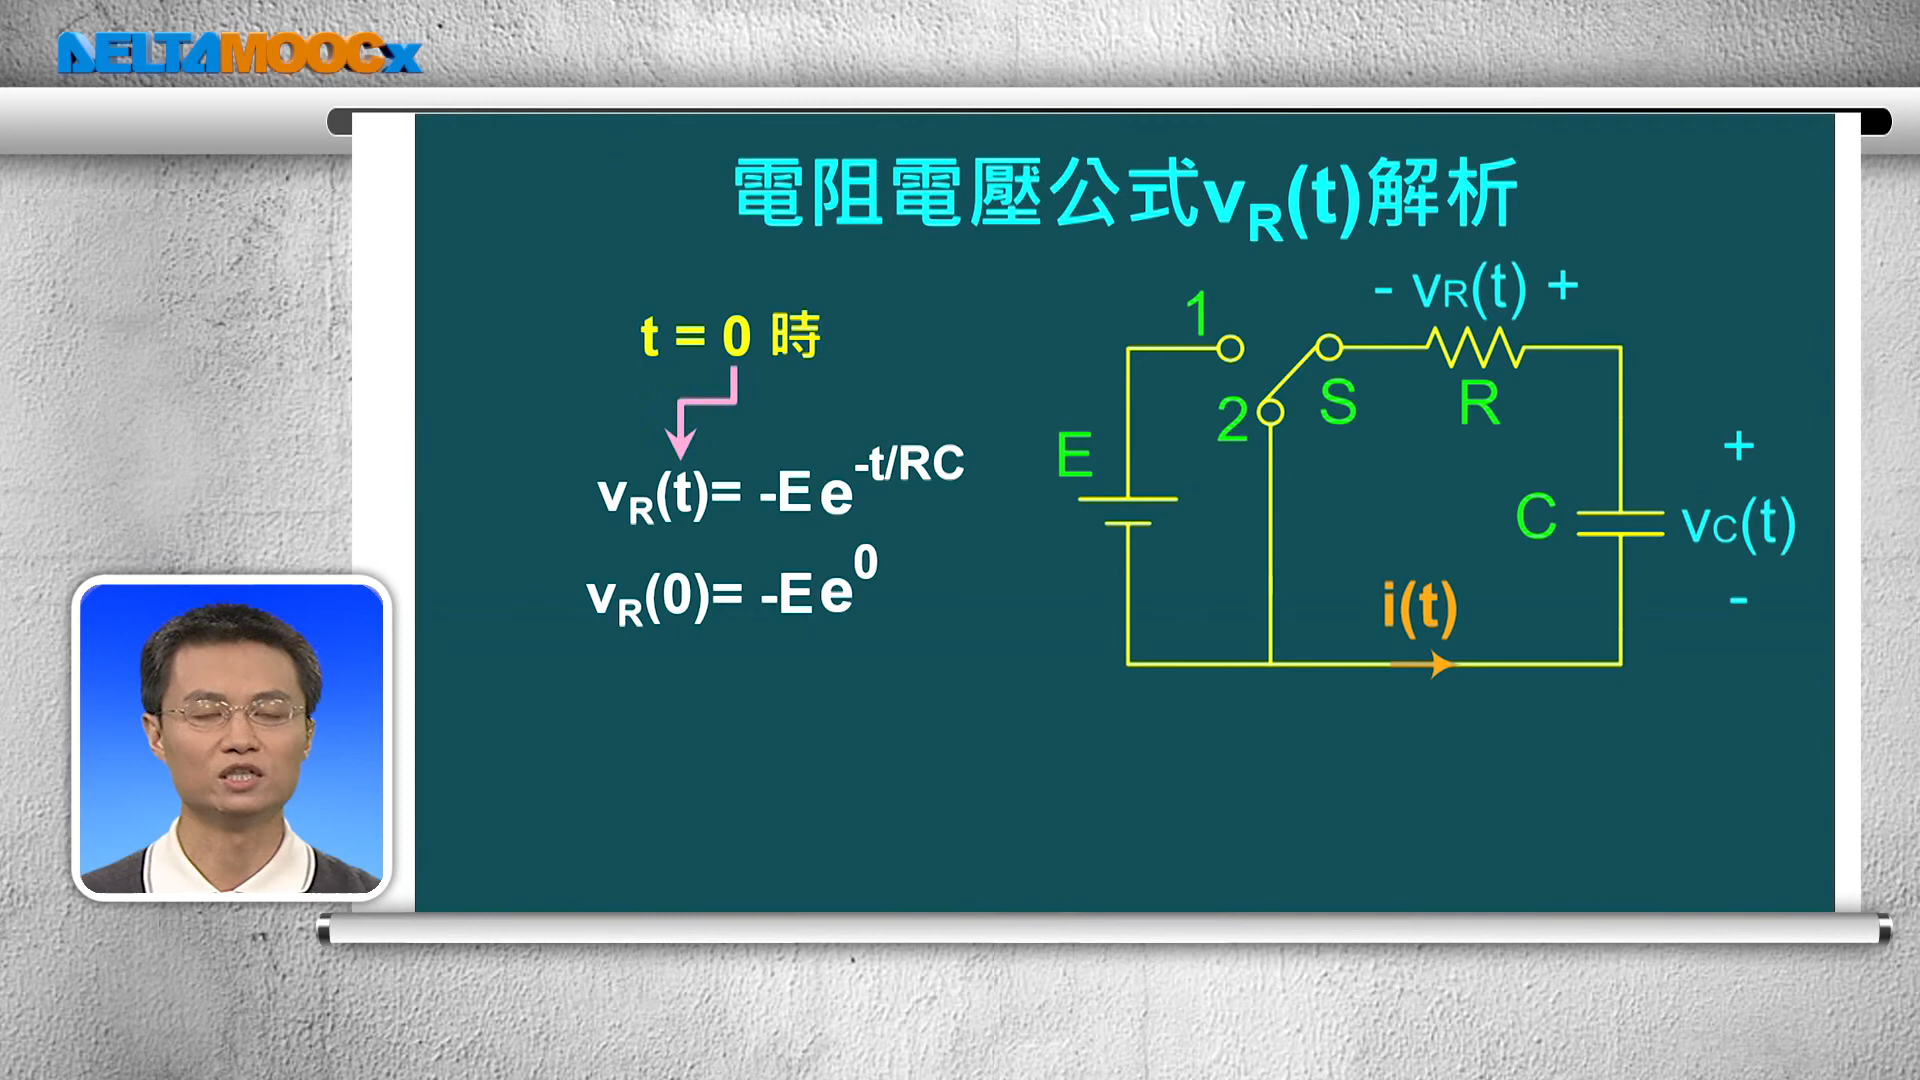 DELTAMOOCx
電阻電壓公式vR(t)解析
t = 0 時
vR(t)= -E e-t/RC
vR(0)= -E e0
- vR(t) +
1
2
S
R
E
+
C
vC(t)
-
i(t)